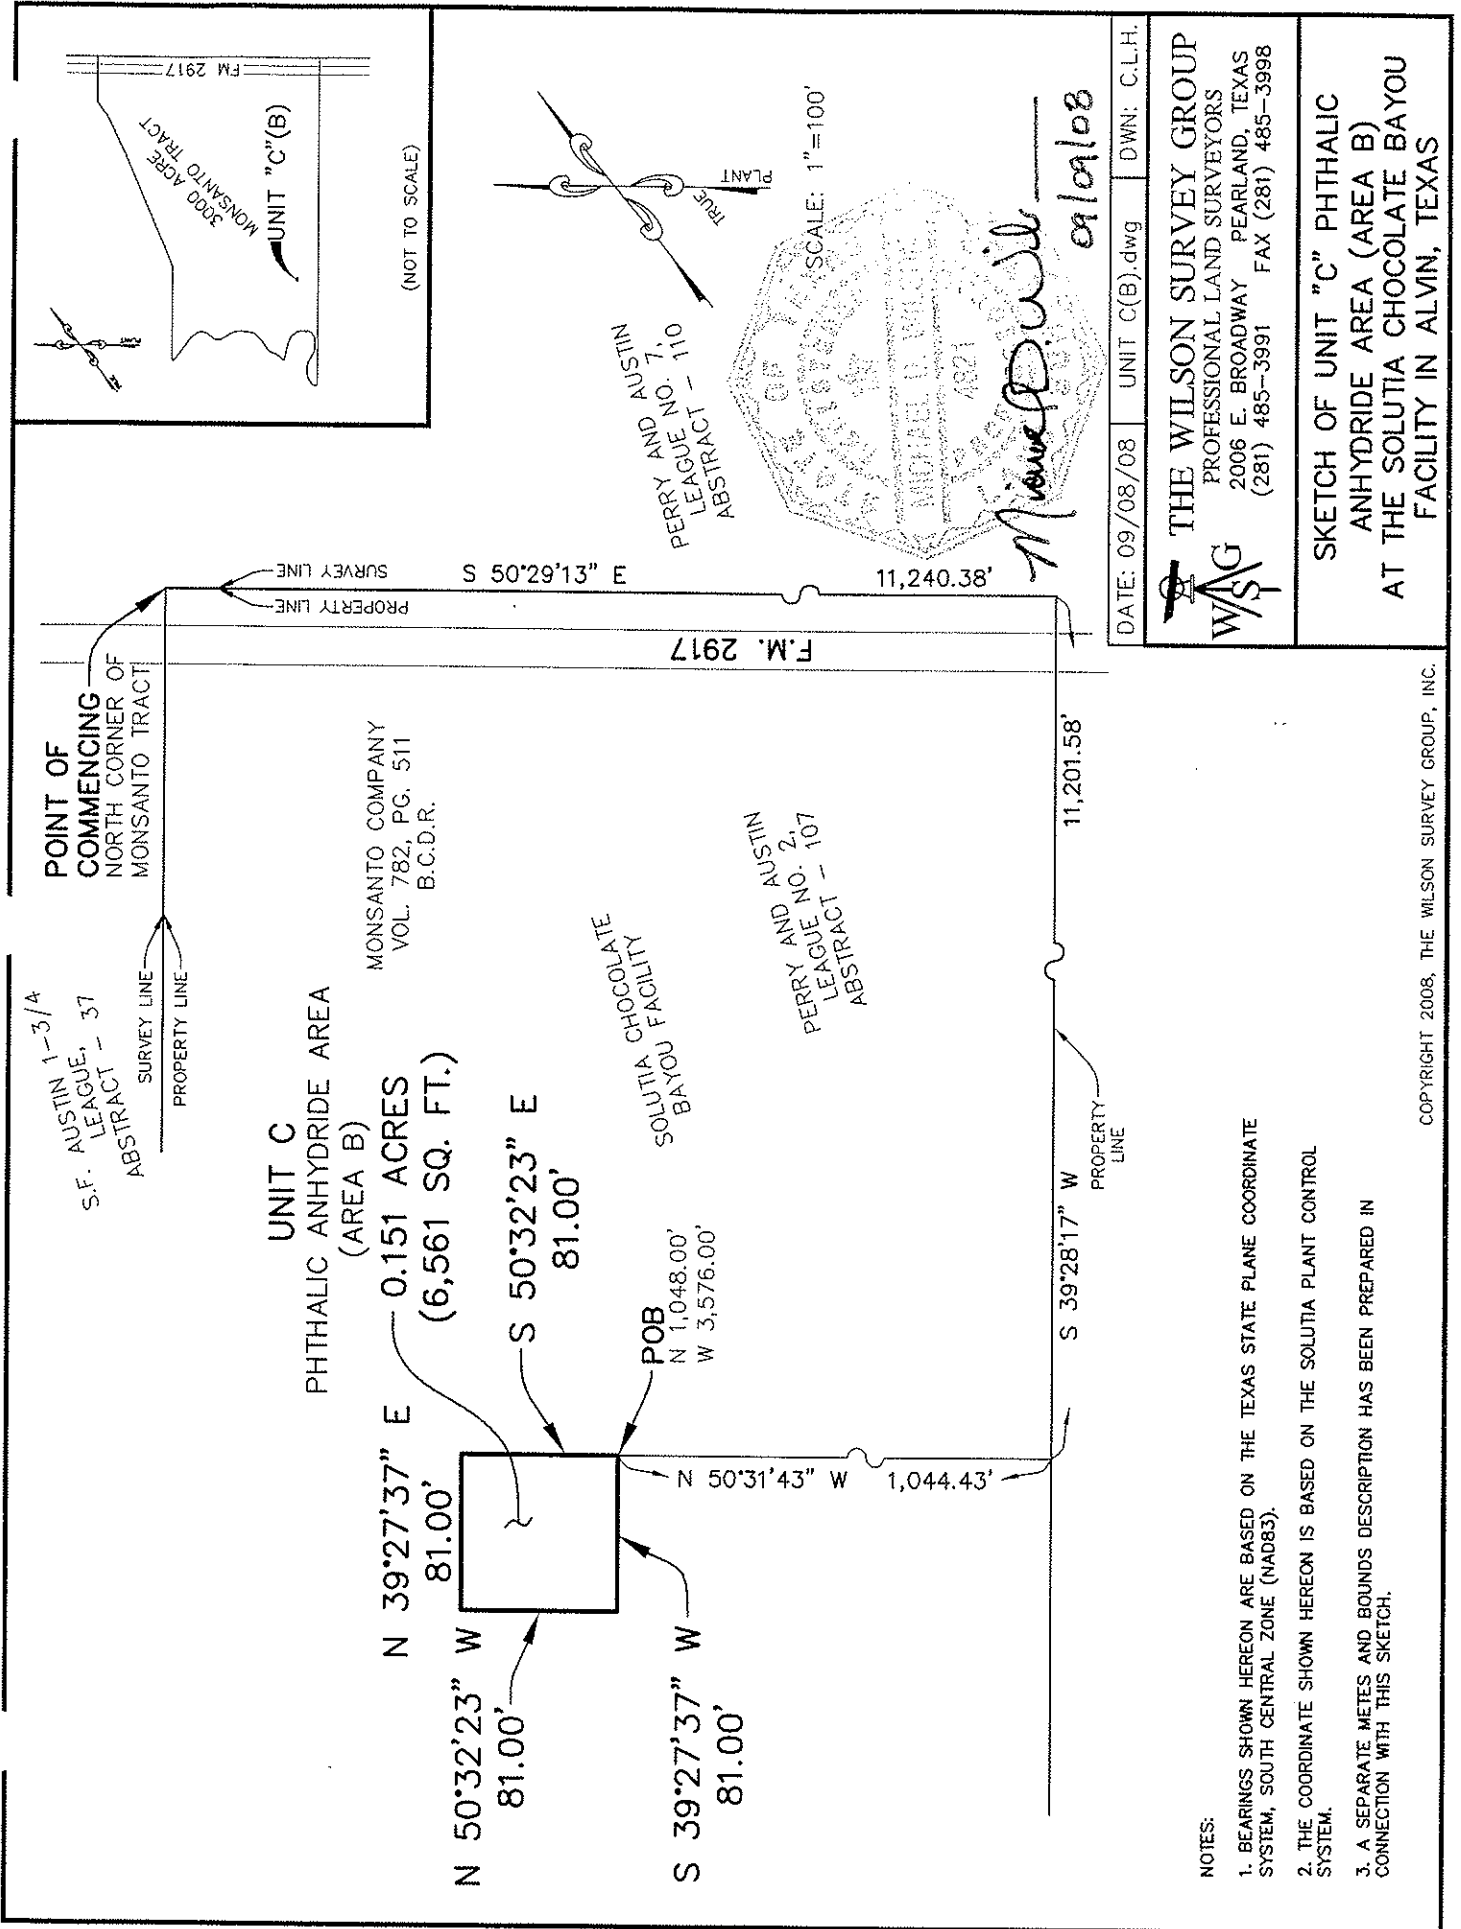 POINT OF
COMMENCING
NORTH CORNER OF
MONSANTO TRACT
S.F. AUSTIN 1-3/4
LEAGUE, 37
ABSTRACT - 
SURVEY LINE
PROPERTY LINE
SURVEY LINE
PROPERTY LINE
S 50°29'13" E
11,240.38'
F.M. 2917
FM 2917
3000 ACRE
MONSANTO TRACT
UNIT "C"(B)
(NOT TO SCALE)
TRUE
PLANT
SCALE: 1"=100'
PERRY AND AUSTIN
LEAGUE NO. 7,
ABSTRACT - 110
MONSANTO COMPANY
VOL. 782, PG. 511
B.C.D.R.
UNIT C
PHTHALIC ANHYDRIDE AREA
(AREA B)
0.151 ACRES
(6,561 SQ. FT.)
N 39°27'37" E
81.00'
S 50°32'23" E
81.00'
N 50°32'23" W
81.00'
S 39°27'37" W
81.00'
POB
N 1,048.00'
W 3,576.00'
SOLUTIA CHOCOLATE
BAYOU FACILITY
PERRY AND AUSTIN
LEAGUE NO. 2,
ABSTRACT - 107
N 50°31'43" W
1,044.43'
S 39°28'17" W
11,201.58'
PROPERTY
LINE
MICHAEL D. WILSON
4821
09/09/08
DATE: 09/08/08
UNIT C(B).dwg
DWN: C.L.H.
WSG
THE WILSON SURVEY GROUP
PROFESSIONAL LAND SURVEYORS
2006 E. BROADWAY PEARLAND, TEXAS
(281) 485-3991 FAX (281) 485-3998
SKETCH OF UNIT "C" PHTHALIC
ANHYDRIDE AREA (AREA B)
AT THE SOLUTIA CHOCOLATE BAYOU
FACILITY IN ALVIN, TEXAS
NOTES:
1. BEARINGS SHOWN HEREON ARE BASED ON THE TEXAS STATE PLANE COORDINATE
SYSTEM, SOUTH CENTRAL ZONE (NAD83).
2. THE COORDINATE SHOWN HEREON IS BASED ON THE SOLUTIA PLANT CONTROL
SYSTEM.
3. A SEPARATE METES AND BOUNDS DESCRIPTION HAS BEEN PREPARED IN
CONNECTION WITH THIS SKETCH.
COPYRIGHT 2008, THE WILSON SURVEY GROUP, INC.